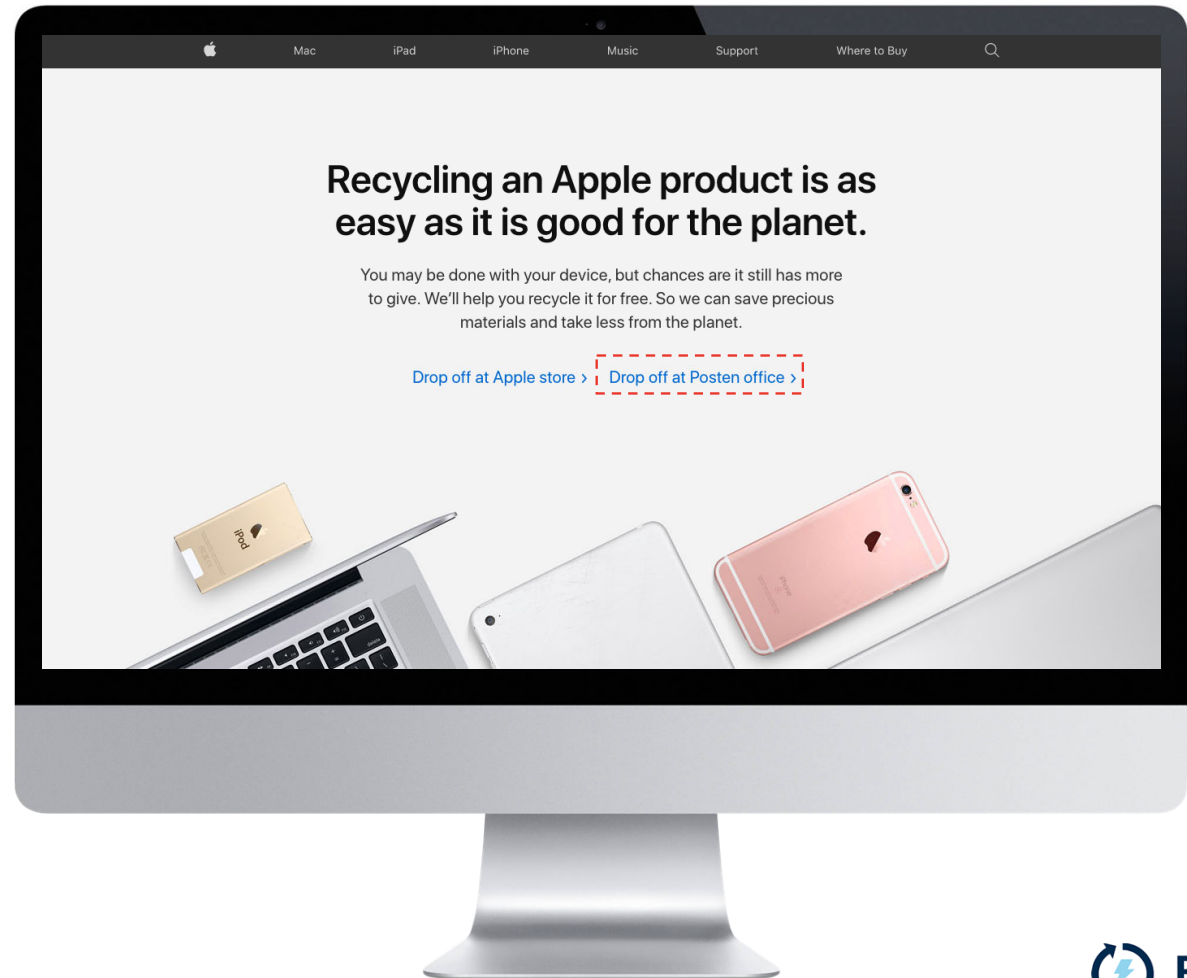 Mac iPad iPhone Music Support Where to Buy
Recycling an Apple product is as
easy as it is good for the planet.
You may be done with your device, but chances are it still has more
to give. We'll help you recycle it for free. So we can save precious
materials and take less from the planet.
Drop off at Apple store › Drop off at Posten office ›
iPod
iPhone
delete